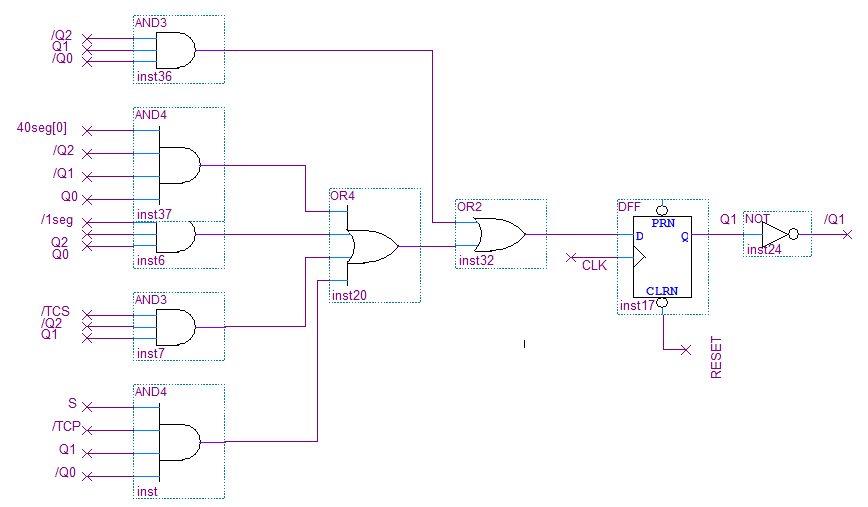 AND3
/Q2
Q1
/Q0
inst36
AND4
40seg[0]
/Q2
/Q1
Q0
inst37
/1seg
Q2
Q0
inst6
AND3
/TCS
/Q2
Q1
inst7
AND4
S
/TCP
Q1
/Q0
inst
OR4
inst20
OR2
inst32
CLK
DFF
PRN
D
Q
CLRN
inst17
RESET
Q1
NOT
inst24
/Q1